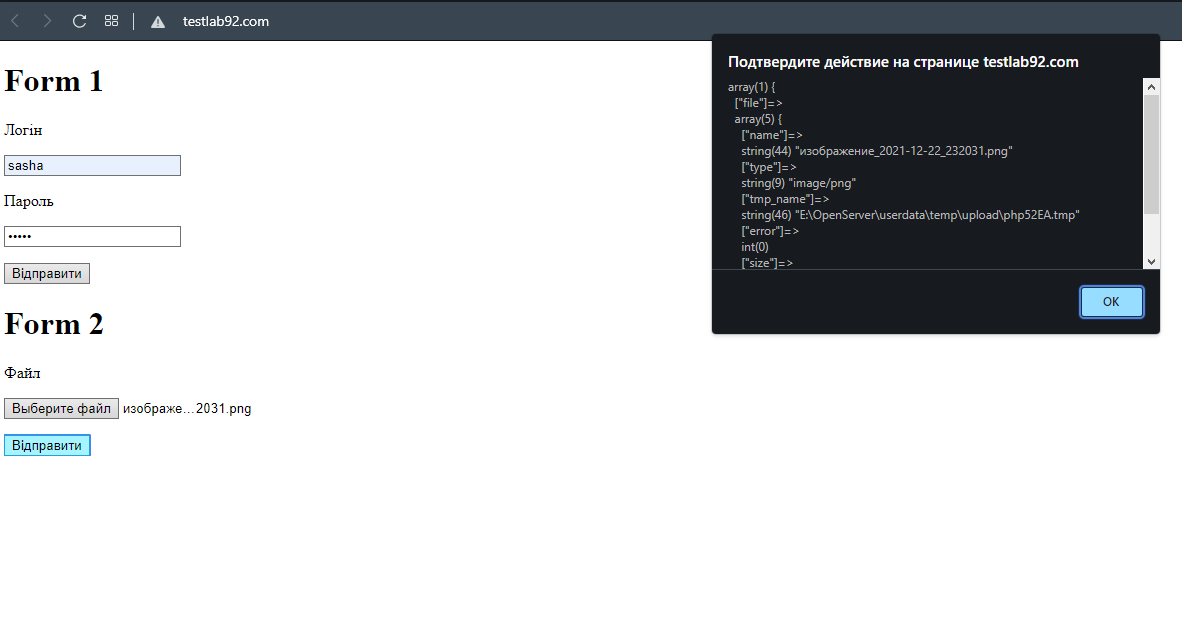 testlab92.com
Form 1
Логін
sasha
Пароль
•••••
Відправити
Form 2
Файл
Выберите файл изображе…2031.png
Відправити
Подтвердите действие на странице testlab92.com
array(1) {
["file"]=>
array(5) {
["name"]=>
string(44) "изображение_2021-12-22_232031.png"
["type"]=>
string(9) "image/png"
["tmp_name"]=>
string(46) "E:\OpenServer\userdata\temp\upload\php52EA.tmp"
["error"]=>
int(0)
["size"]=>
OK